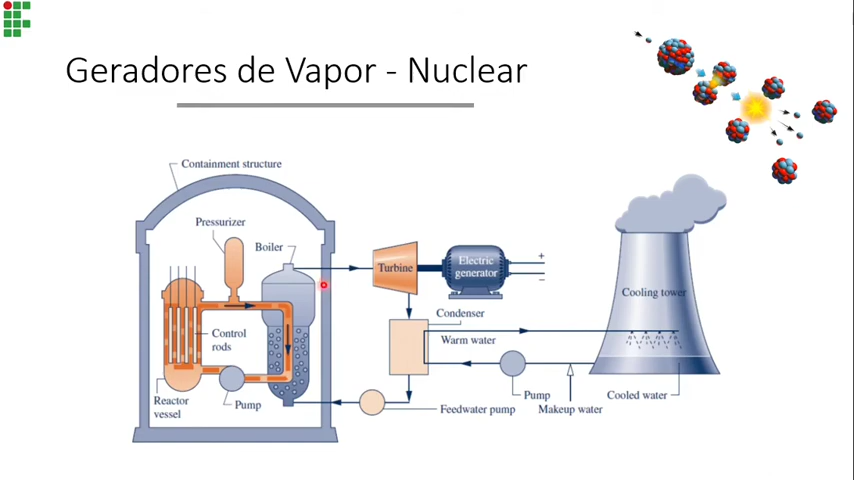 Geradores de Vapor - Nuclear
Containment structure
Pressurizer
Boiler
Turbine
Electric
generator
+
−
Cooling tower
Condenser
Control
rods
Warm water
Reactor
vessel
Pump
Feedwater pump
Pump
Makeup water
Cooled water